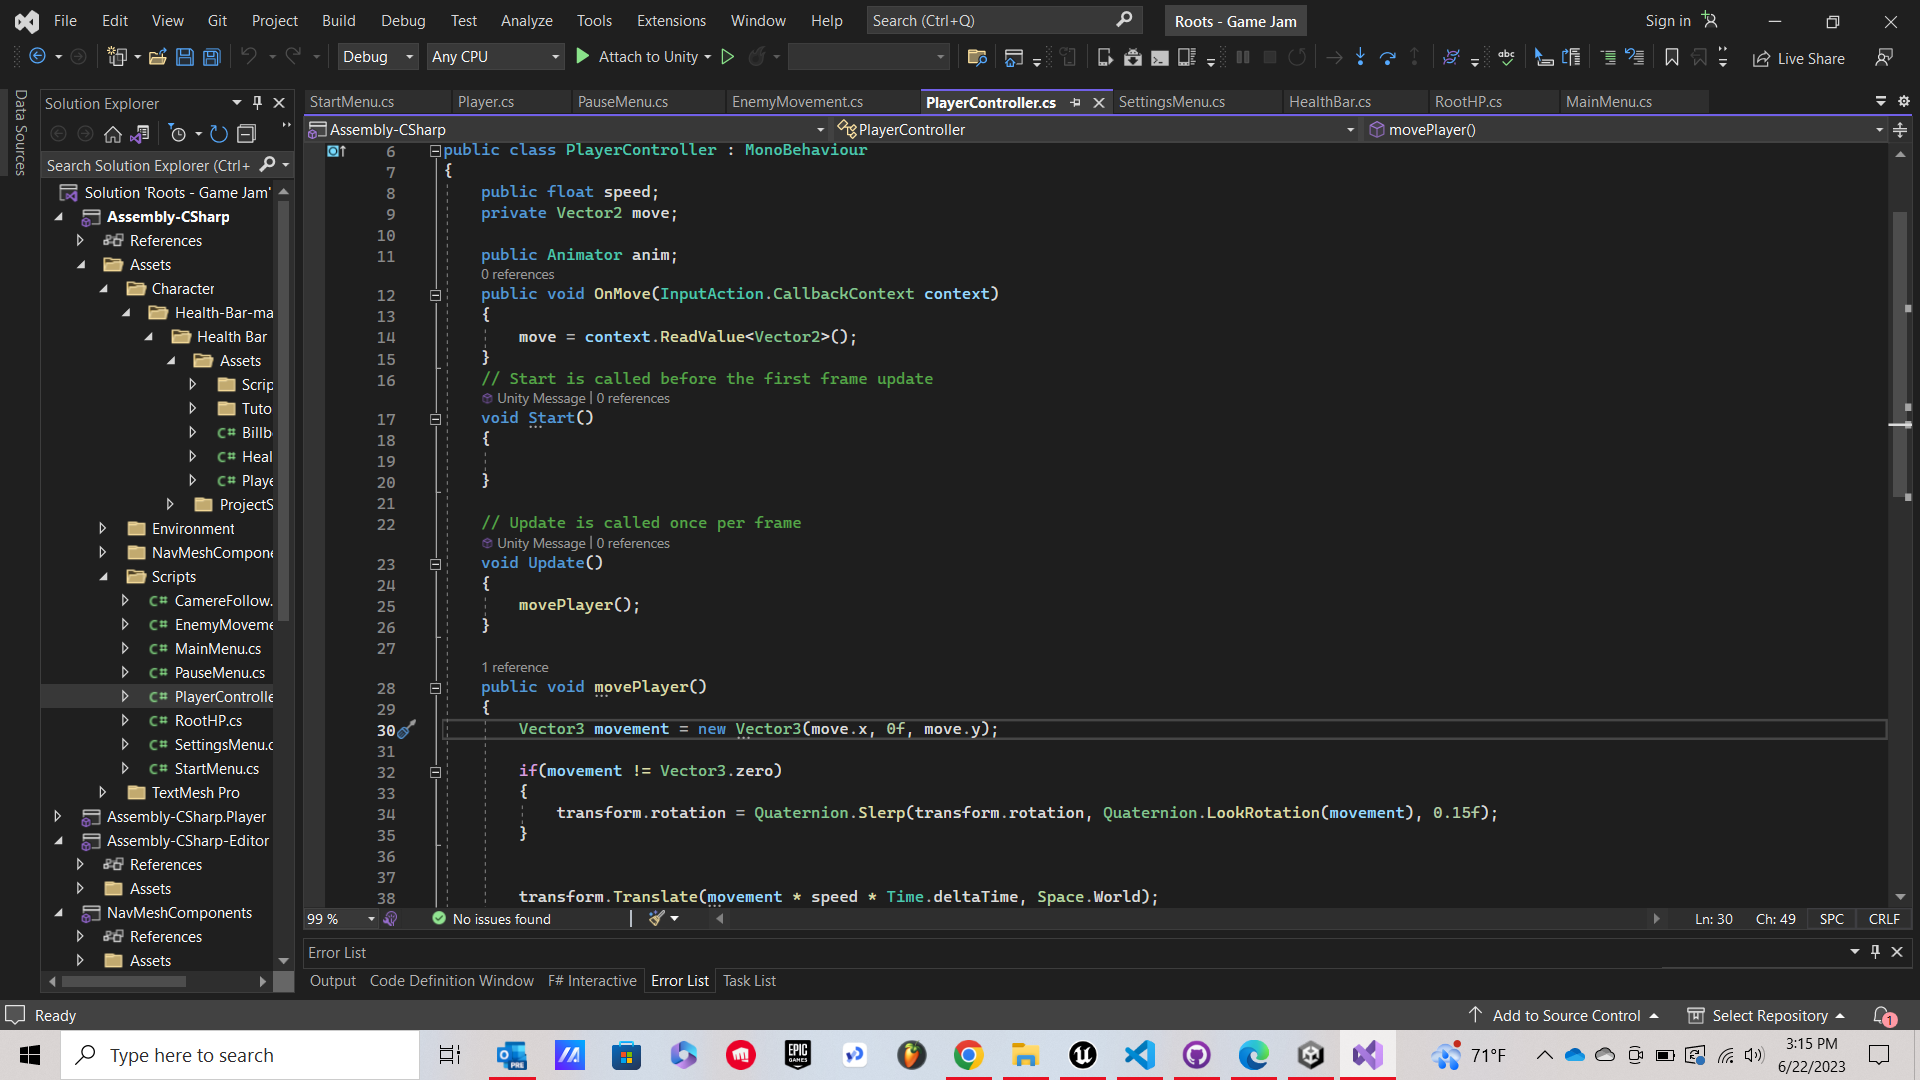 File Edit View Git Project Build Debug Test Analyze Tools Extensions Window Help Search (Ctrl+Q) Roots - Game Jam Sign in
Debug Any CPU Attach to Unity Live Share
Data Sources
Solution Explorer
Search Solution Explorer (Ctrl+
Solution 'Roots - Game Jam'
Assembly-CSharp
References
Assets
Character
Health-Bar-ma
Health Bar
Assets
Scrip
Tuto
C# Billb
C# Heal
C# Playe
ProjectS
Environment
NavMeshCompone
Scripts
C# CamereFollow.
C# EnemyMoveme
C# MainMenu.cs
C# PauseMenu.cs
C# PlayerControlle
C# RootHP.cs
C# SettingsMenu.c
C# StartMenu.cs
TextMesh Pro
Assembly-CSharp.Player
Assembly-CSharp-Editor
References
Assets
NavMeshComponents
References
Assets
StartMenu.cs Player.cs PauseMenu.cs EnemyMovement.cs PlayerController.cs SettingsMenu.cs HealthBar.cs RootHP.cs MainMenu.cs
Assembly-CSharp PlayerController movePlayer()
6 public class PlayerController : MonoBehaviour
7 {
8 public float speed;
9 private Vector2 move;
10
11 public Animator anim;
0 references
12 public void OnMove(InputAction.CallbackContext context)
13 {
14 move = context.ReadValue<Vector2>();
15 }
16 // Start is called before the first frame update
Unity Message | 0 references
17 void Start()
18 {
19
20 }
21
22 // Update is called once per frame
Unity Message | 0 references
23 void Update()
24 {
25 movePlayer();
26 }
27
1 reference
28 public void movePlayer()
29 {
30 Vector3 movement = new Vector3(move.x, 0f, move.y);
31
32 if(movement != Vector3.zero)
33 {
34 transform.rotation = Quaternion.Slerp(transform.rotation, Quaternion.LookRotation(movement), 0.15f);
35 }
36
37
38 transform.Translate(movement * speed * Time.deltaTime, Space.World);
99 % No issues found Ln: 30 Ch: 49 SPC CRLF
Error List
Output Code Definition Window F# Interactive Error List Task List
Ready Add to Source Control Select Repository 1
Type here to search PRE EPIC GAMES 71°F 3:15 PM
6/22/2023